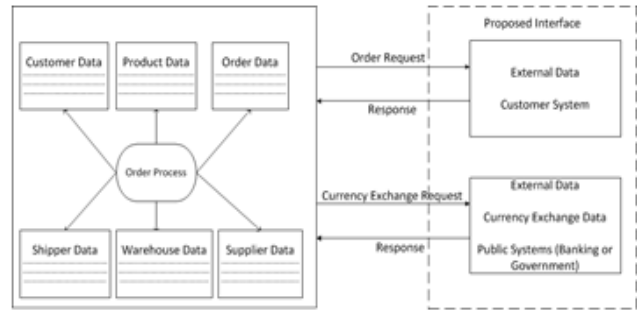 Proposed Interface
Customer Data
Product Data
Order Data
Order Request
External Data
Customer System
Response
Order Process
Currency Exchange Request
External Data
Currency Exchange Data
Public Systems (Banking or
Government)
Response
Shipper Data
Warehouse Data
Supplier Data